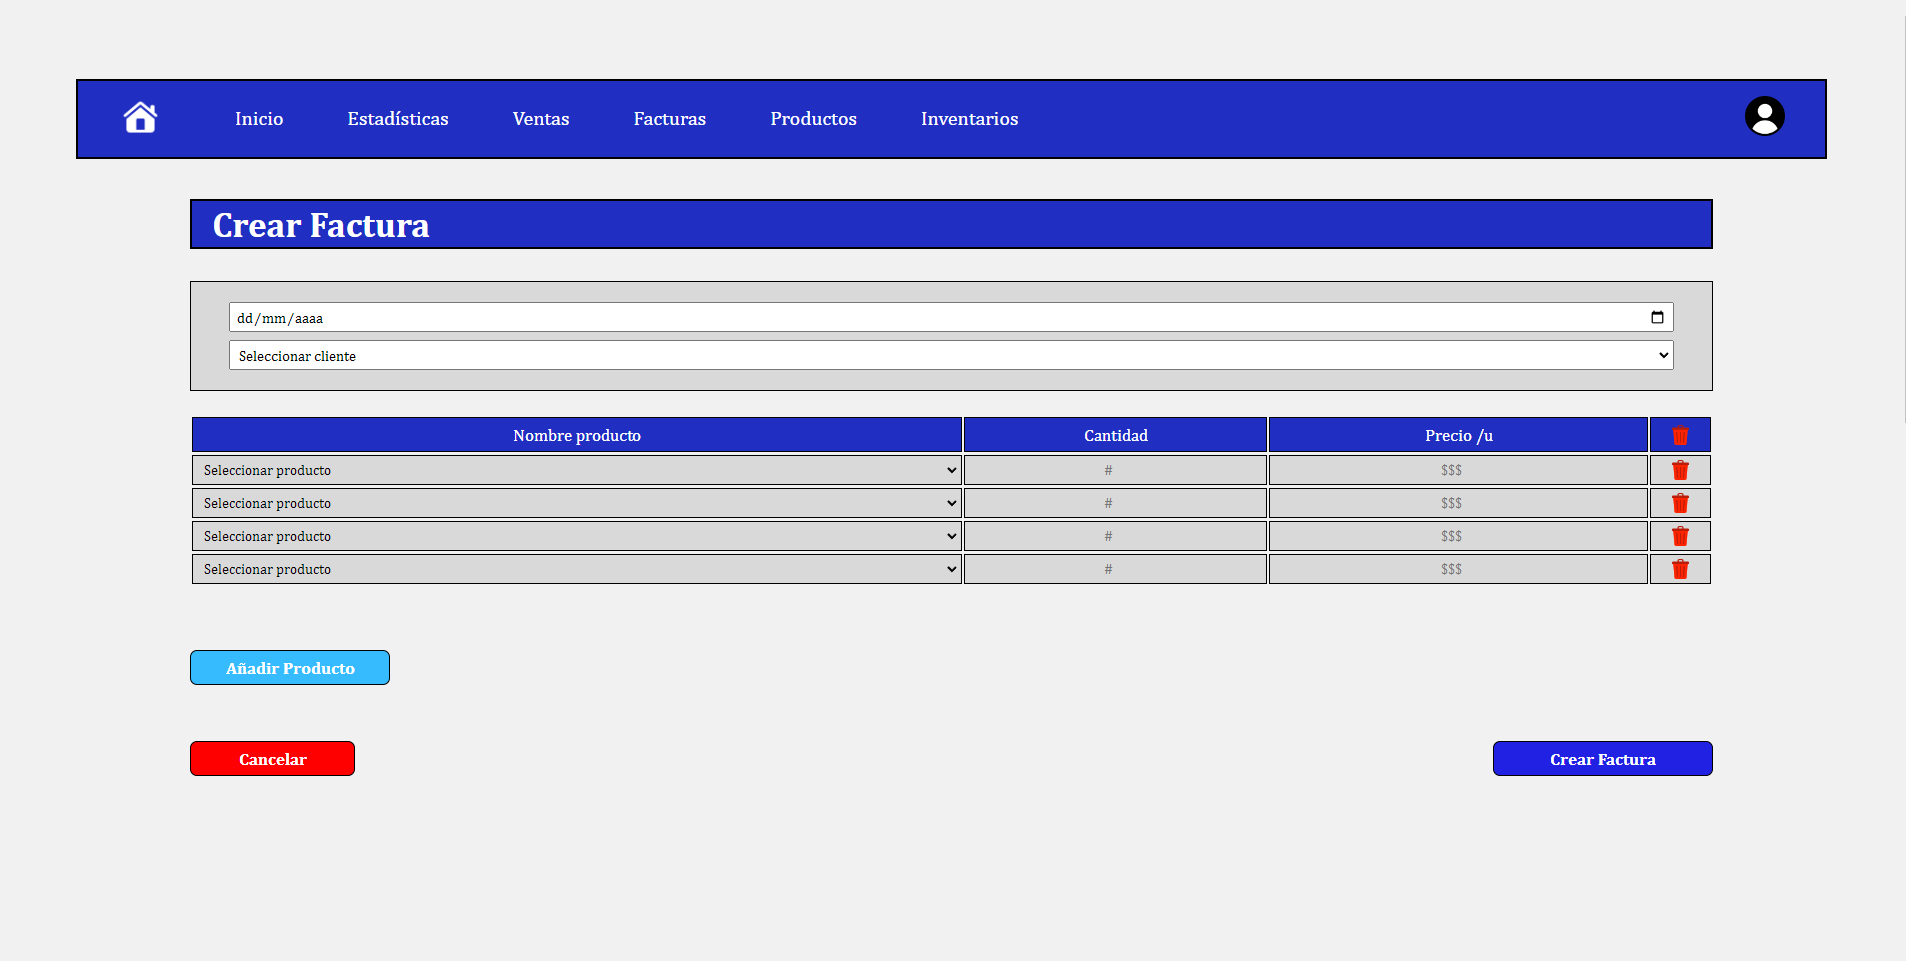 Inicio Estadísticas Ventas Facturas Productos Inventarios
Crear Factura
dd/mm/aaaa
Seleccionar cliente
Nombre producto Cantidad Precio /u
Seleccionar producto # $$$
Seleccionar producto # $$$
Seleccionar producto # $$$
Seleccionar producto # $$$
Añadir Producto
Cancelar Crear Factura